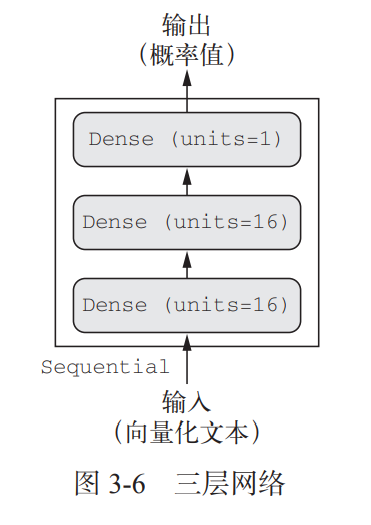 输出
（概率值）
Dense (units=1)
Dense (units=16)
Dense (units=16)
Sequential
输入
（向量化文本）
图 3-6 三层网络